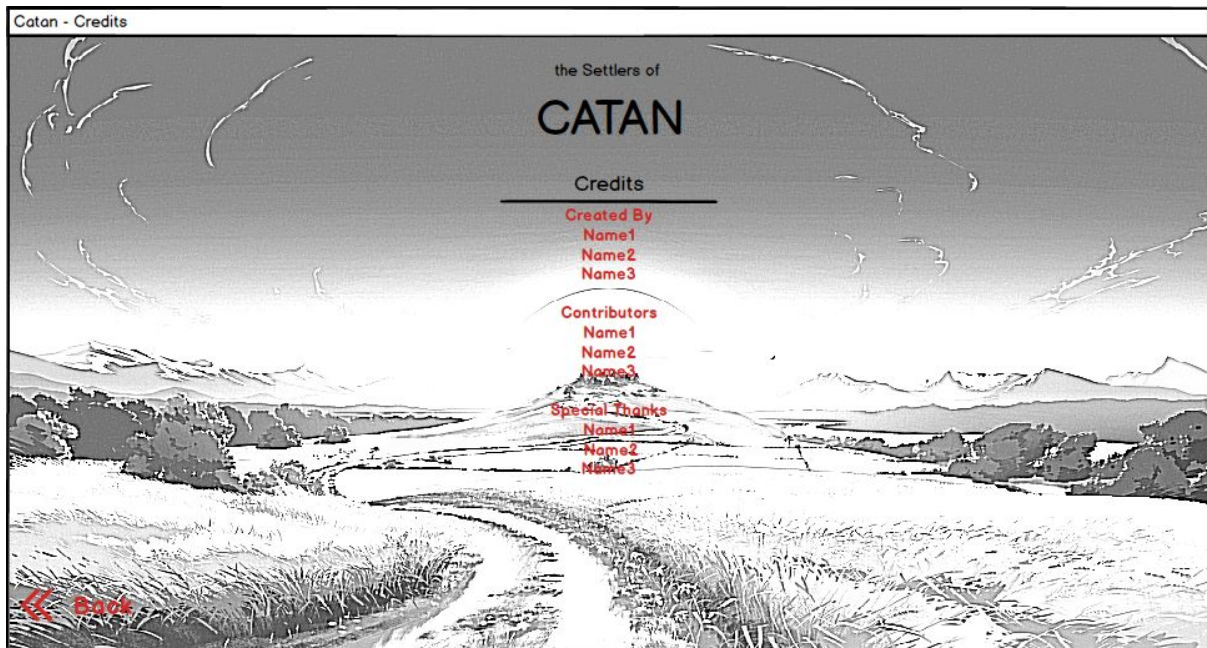 Catan - Credits
the Settlers of
CATAN
Credits
Created By
Name1
Name2
Name3
Contributors
Name1
Name2
Name3
Special Thanks
Name1
Name2
Name3
Back